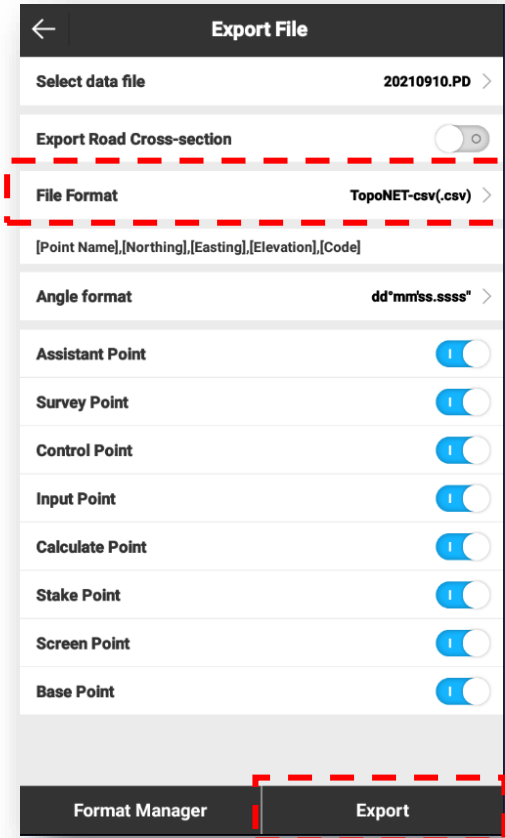 Export File
Select data file 20210910.PD
Export Road Cross-section
File Format TopoNET-csv(.csv)
[Point Name],[Northing],[Easting],[Elevation],[Code]
Angle format dd°mm'ss.ssss"
Assistant Point
Survey Point
Control Point
Input Point
Calculate Point
Stake Point
Screen Point
Base Point
Format Manager Export